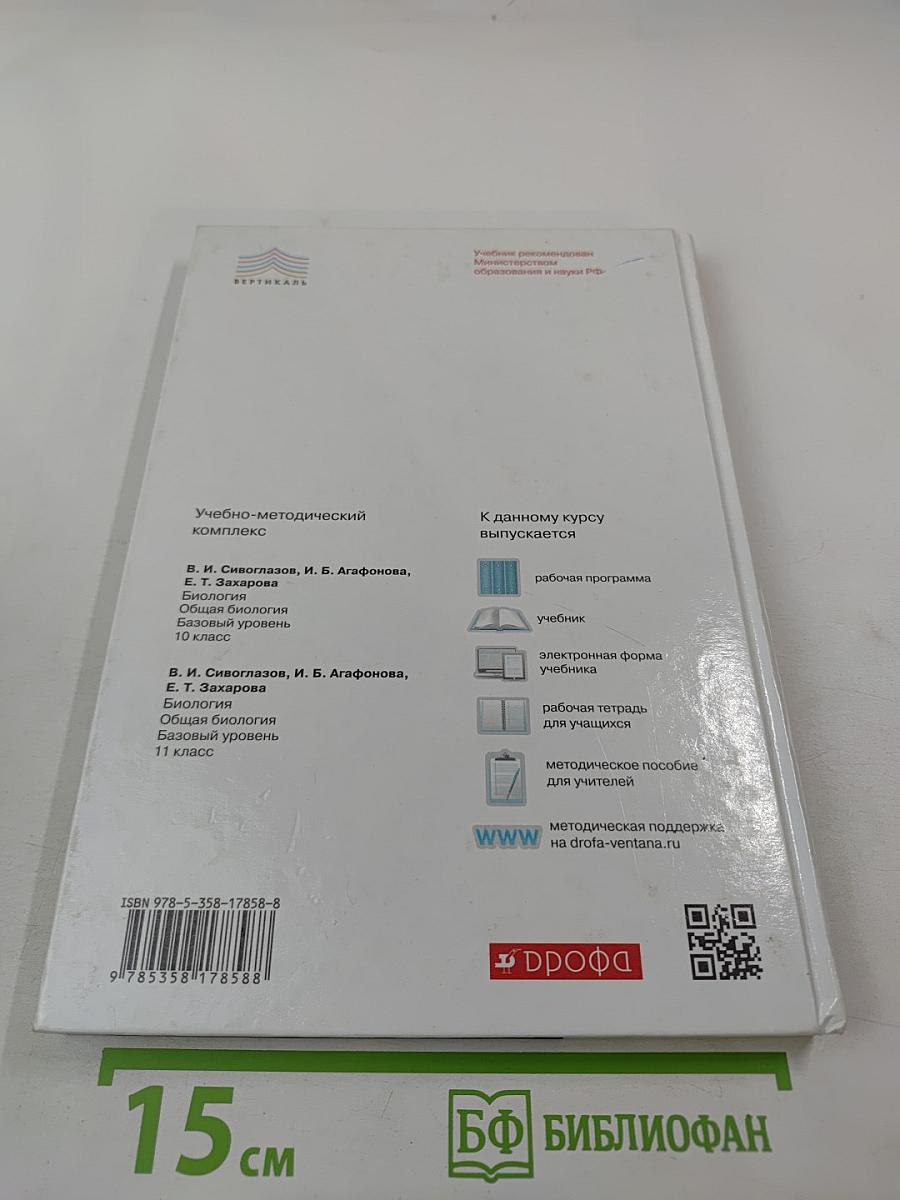 ВЕРТИКАЛЬ
Учебник рекомендован
Министерством
образования и науки РФ
Учебно-методический
комплекс
В. И. Сивоглазов, И. Б. Агафонова,
Е. Т. Захарова
Биология
Общая биология
Базовый уровень
10 класс
В. И. Сивоглазов, И. Б. Агафонова,
Е. Т. Захарова
Биология
Общая биология
Базовый уровень
11 класс
К данному курсу
выпускается
рабочая программа
учебник
электронная форма
учебника
рабочая тетрадь
для учащихся
методическое пособие
для учителей
www
методическая поддержка
на drofa-ventana.ru
ISBN 978-5-358-17858-8
9 785358 178588
дрофа
15 см
БФ БИБЛИОФАН